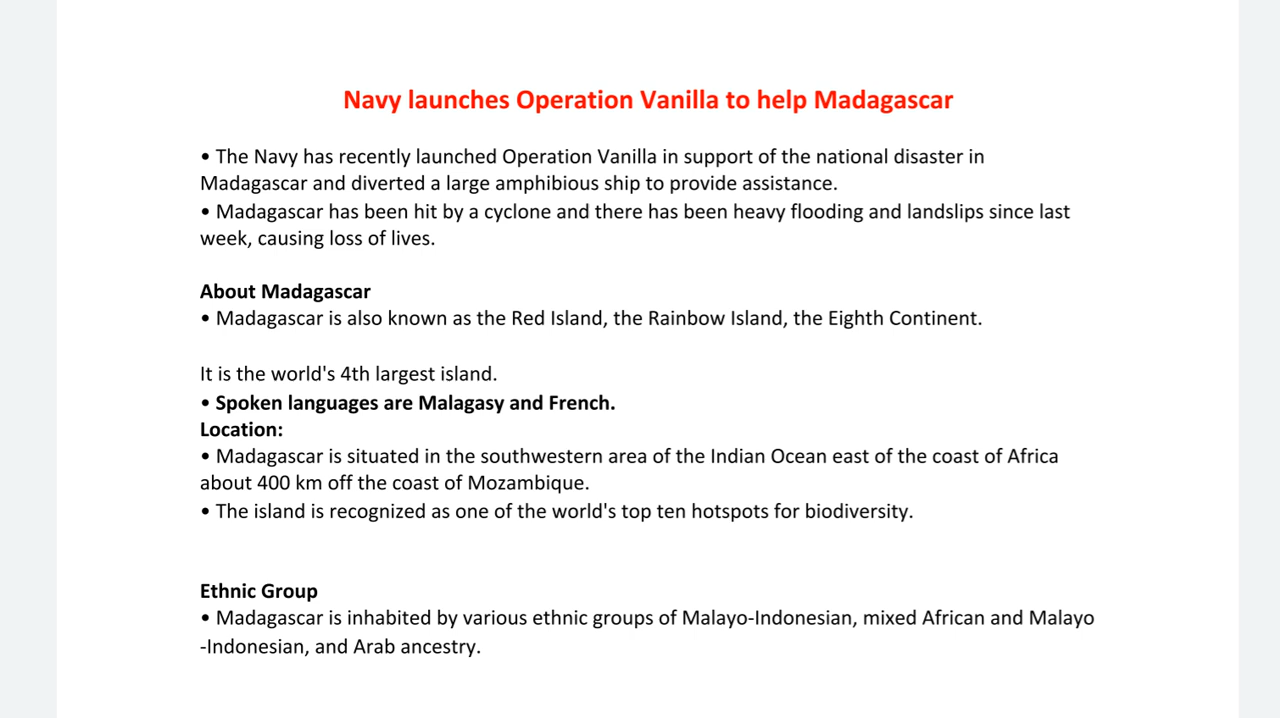 Navy launches Operation Vanilla to help Madagascar
• The Navy has recently launched Operation Vanilla in support of the national disaster in
Madagascar and diverted a large amphibious ship to provide assistance.
• Madagascar has been hit by a cyclone and there has been heavy flooding and landslips since last
week, causing loss of lives.
About Madagascar
• Madagascar is also known as the Red Island, the Rainbow Island, the Eighth Continent.
It is the world's 4th largest island.
• Spoken languages are Malagasy and French.
Location:
• Madagascar is situated in the southwestern area of the Indian Ocean east of the coast of Africa
about 400 km off the coast of Mozambique.
• The island is recognized as one of the world's top ten hotspots for biodiversity.
Ethnic Group
• Madagascar is inhabited by various ethnic groups of Malayo-Indonesian, mixed African and Malayo
-Indonesian, and Arab ancestry.